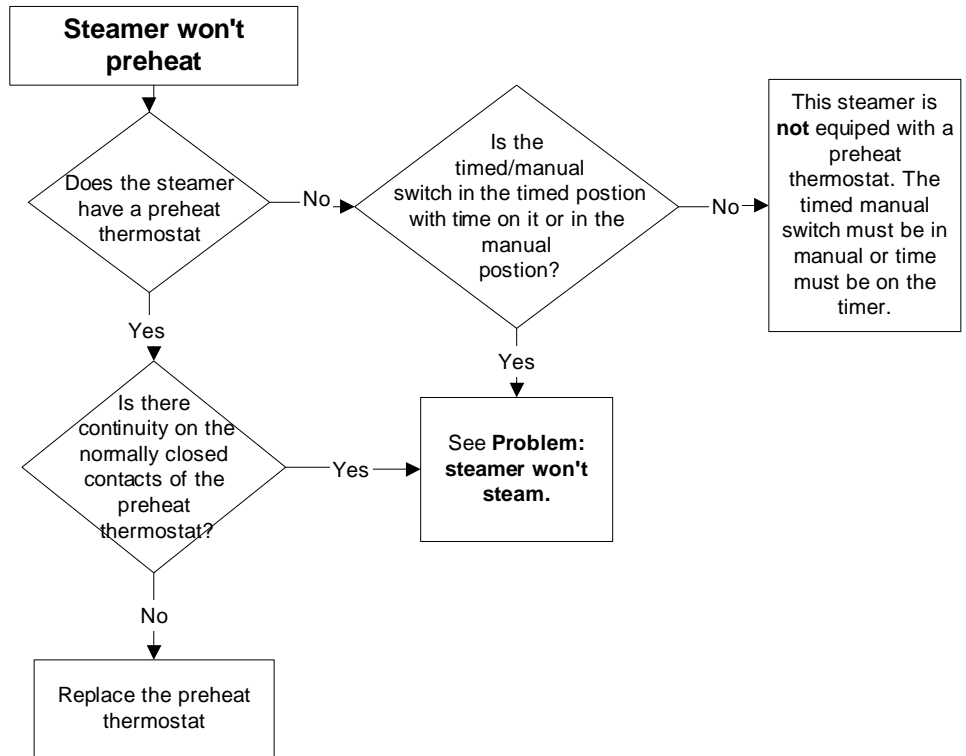 Steamer won't
preheat
Does the steamer
have a preheat
thermostat
No
Is the
timed/manual
switch in the timed postion
with time on it or in the
manual
postion?
No
This steamer is
not equiped with a
preheat
thermostat. The
timed manual
switch must be in
manual or time
must be on the
timer.
Yes
Yes
Is there
continuity on the
normally closed
contacts of the
preheat
thermostat?
Yes
See Problem:
steamer won't
steam.
No
Replace the preheat
thermostat